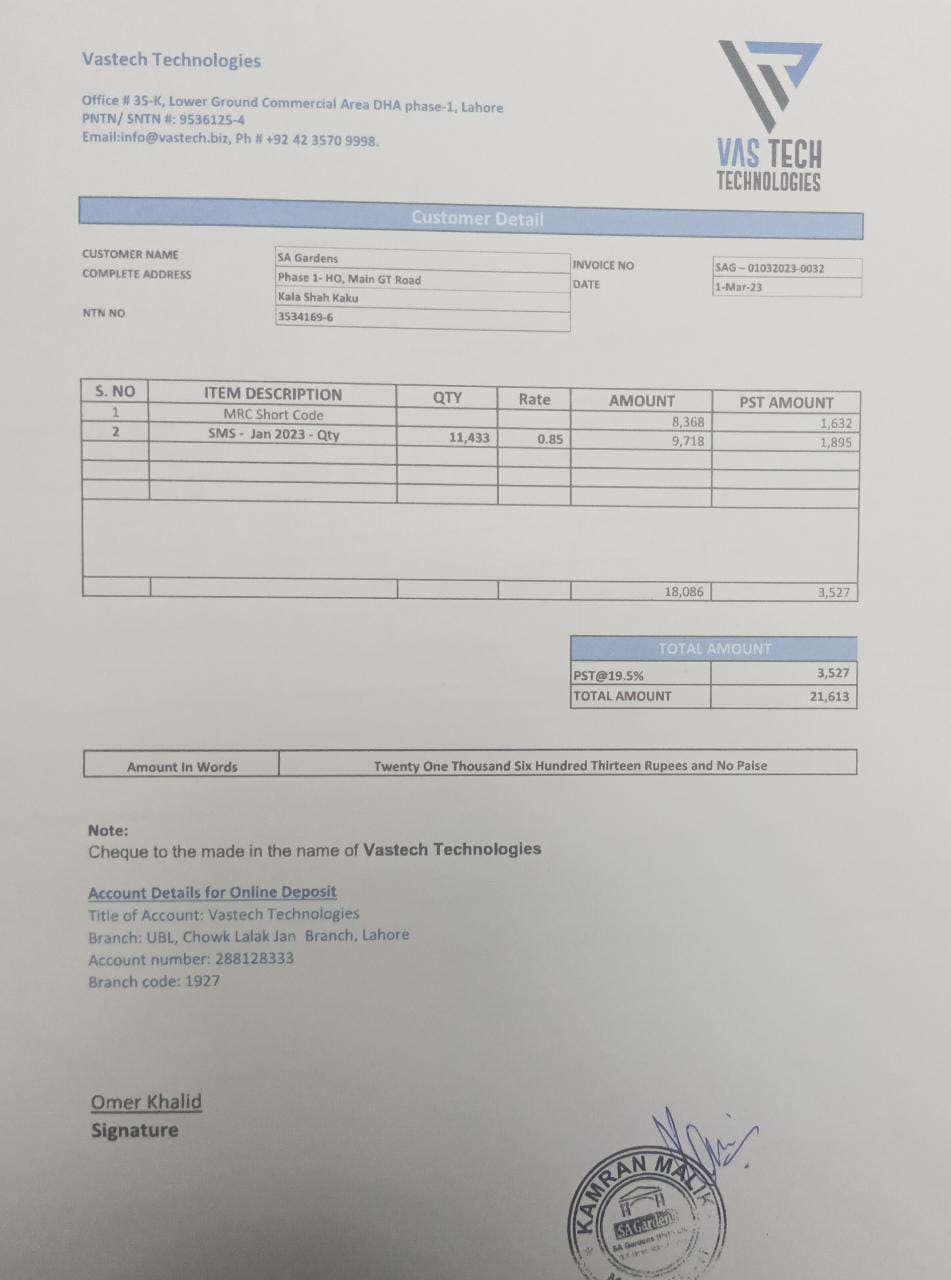 Vastech Technologies
Office # 35-K, Lower Ground Commercial Area DHA phase-1, Lahore
PNTN/ SNTN #: 9536125-4
Email:info@vastech.biz, Ph # +92 42 3570 9998.
VAS TECH
TECHNOLOGIES
Customer Detail
CUSTOMER NAME SA Gardens
COMPLETE ADDRESS Phase 1- HO, Main GT Road
Kala Shah Kaku
NTN NO 3534169-6
INVOICE NO SAG – 01032023-0032
DATE 1-Mar-23
S. NO ITEM DESCRIPTION QTY Rate AMOUNT PST AMOUNT
1 MRC Short Code 8,368 1,632
2 SMS - Jan 2023 - Qty 11,433 0.85 9,718 1,895
18,086 3,527
TOTAL AMOUNT
PST@19.5% 3,527
TOTAL AMOUNT 21,613
Amount In Words Twenty One Thousand Six Hundred Thirteen Rupees and No Paise
Note:
Cheque to the made in the name of Vastech Technologies
Account Details for Online Deposit
Title of Account: Vastech Technologies
Branch: UBL, Chowk Lalak Jan Branch, Lahore
Account number: 288128333
Branch code: 1927
Omer Khalid
Signature
KAMRAN MALIK
SA Gardens
SA Gardens